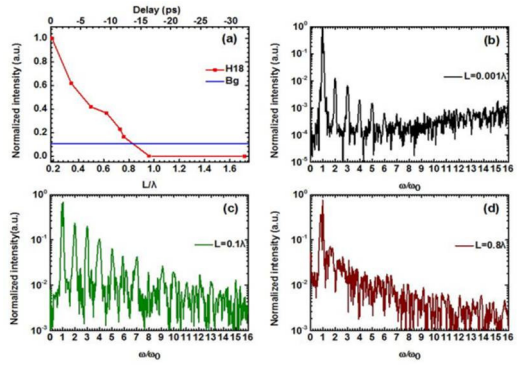 Delay (ps)
0 -5 -10 -15 -20 -25 -30
(a)
H18
Bg
Normalized intensity (a.u.)
1.0
0.8
0.6
0.4
0.2
0.0
0.2 0.4 0.6 0.8 1.0 1.2 1.4 1.6
L/λ
(b)
L=0.001λ
Normalized intensity (a.u.)
10⁰
10⁻¹
10⁻²
10⁻³
10⁻⁴
10⁻⁵
0 1 2 3 4 5 6 7 8 9 10 11 12 13 14 15 16
ω/ω0
(c)
L=0.1λ
Normalized intensity(a.u.)
10⁰
10⁻¹
10⁻²
10⁻³
0 1 2 3 4 5 6 7 8 9 10 11 12 13 14 15 16
ω/ω0
(d)
L=0.8λ
Normalized intensity (a.u.)
10⁰
10⁻¹
10⁻²
10⁻³
0 1 2 3 4 5 6 7 8 9 10 11 12 13 14 15 16
ω/ω0